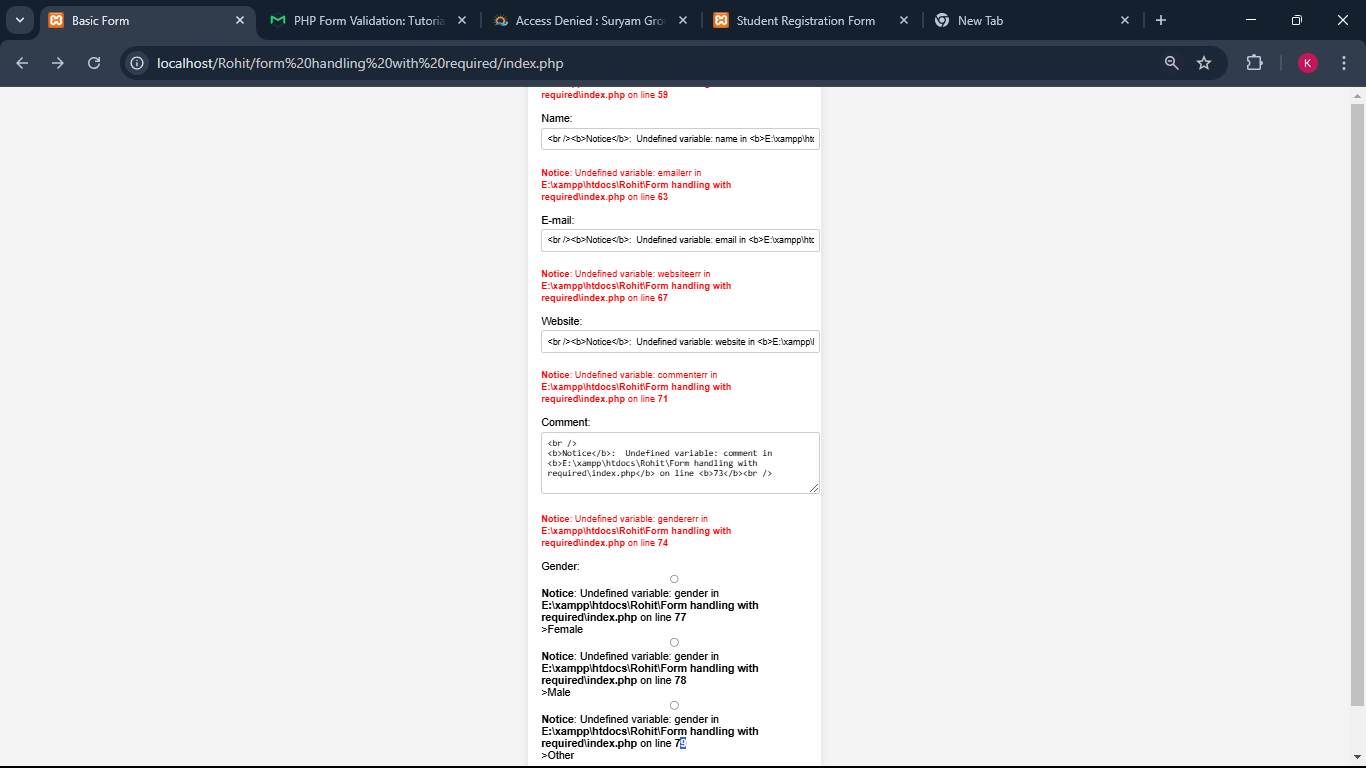 Basic Form
PHP Form Validation: Tutoria
Access Denied : Suryam Gro
Student Registration Form
New Tab
localhost/Rohit/form%20handling%20with%20required/index.php
K
required\index.php on line 59
Name:
<br /><b>Notice</b>:  Undefined variable: name in <b>E:\xampp\htc
Notice: Undefined variable: emailerr in
E:\xampp\htdocs\Rohit\Form handling with
required\index.php on line 63
E-mail:
<br /><b>Notice</b>:  Undefined variable: email in <b>E:\xampp\htc
Notice: Undefined variable: websiteerr in
E:\xampp\htdocs\Rohit\Form handling with
required\index.php on line 67
Website:
<br /><b>Notice</b>:  Undefined variable: website in <b>E:\xampp\
Notice: Undefined variable: commenterr in
E:\xampp\htdocs\Rohit\Form handling with
required\index.php on line 71
Comment:
<br />
<b>Notice</b>:  Undefined variable: comment in
<b>E:\xampp\htdocs\Rohit\Form handling with
required\index.php</b> on line <b>73</b><br />
Notice: Undefined variable: gendererr in
E:\xampp\htdocs\Rohit\Form handling with
required\index.php on line 74
Gender:
Notice: Undefined variable: gender in
E:\xampp\htdocs\Rohit\Form handling with
required\index.php on line 77
>Female
Notice: Undefined variable: gender in
E:\xampp\htdocs\Rohit\Form handling with
required\index.php on line 78
>Male
Notice: Undefined variable: gender in
E:\xampp\htdocs\Rohit\Form handling with
required\index.php on line 79
>Other